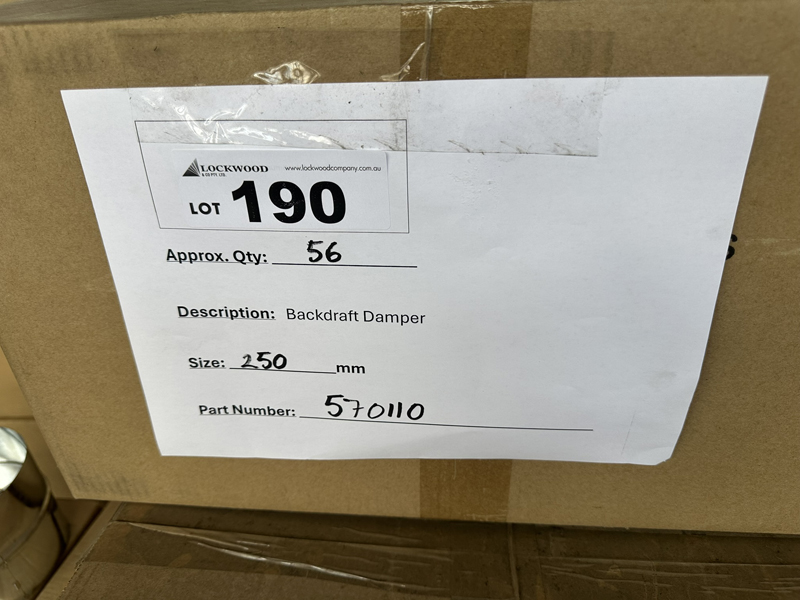 LOCKWOOD www.lockwoodcompany.com.au
& CO PTY. LTD.
LOT 190
Approx. Qty: 56
Description: Backdraft Damper
Size: 250 mm
Part Number: 570110